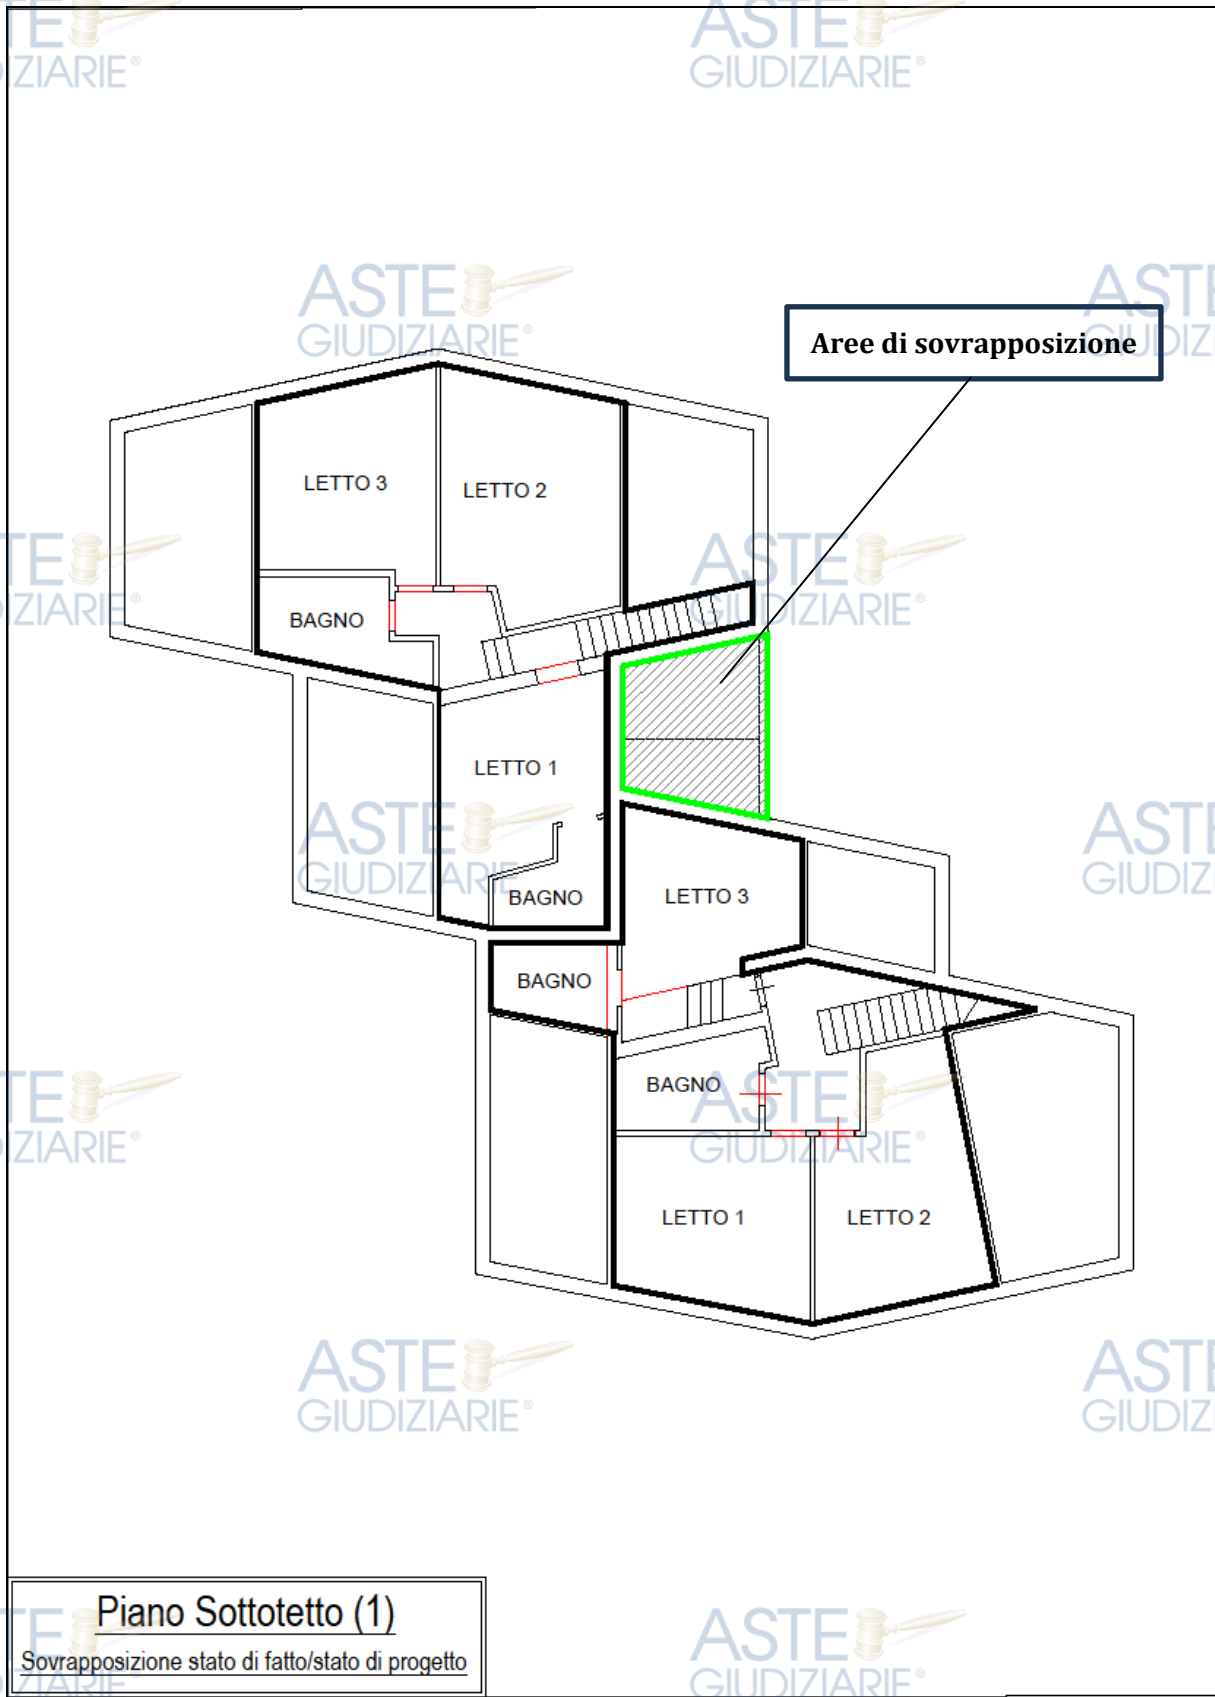 ASTE
GIUDIZIARIE®
Aree di sovrapposizione
LETTO 3
LETTO 2
BAGNO
LETTO 1
BAGNO
LETTO 3
BAGNO
BAGNO
LETTO 1
LETTO 2
Piano Sottotetto (1)
Sovrapposizione stato di fatto/stato di progetto